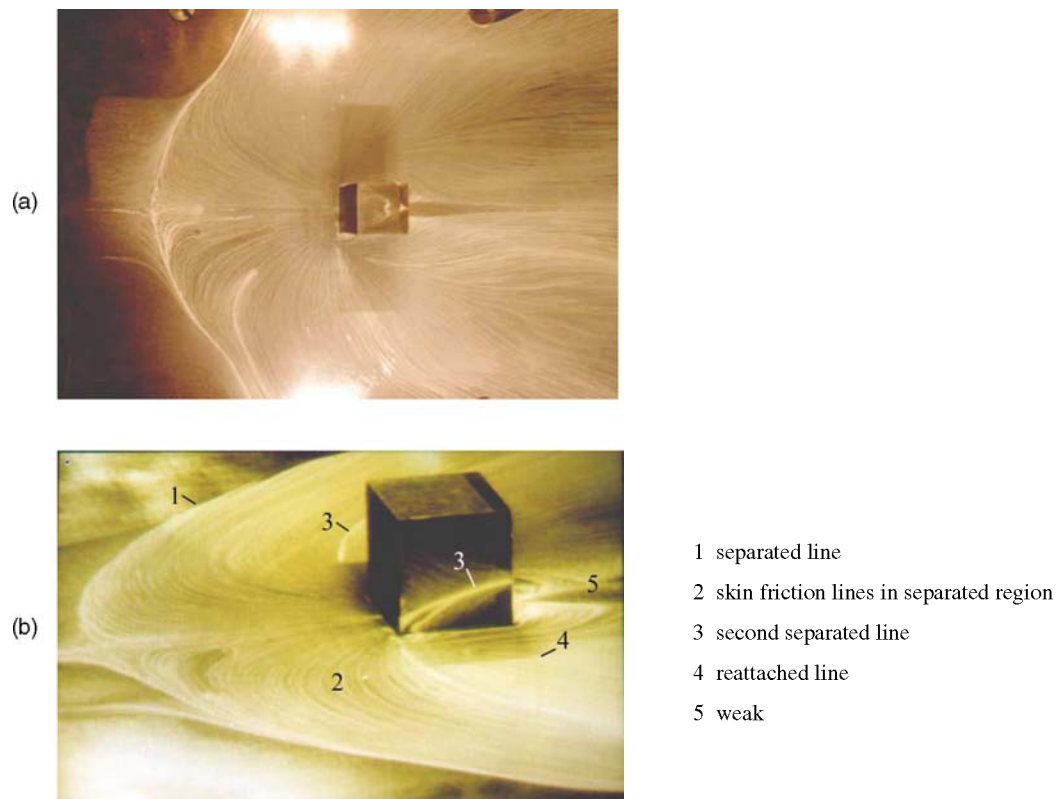 (a)
1
3
3
5
(b)
4
2
1 separated line
2 skin friction lines in separated region
3 second separated line
4 reattached line
5 weak